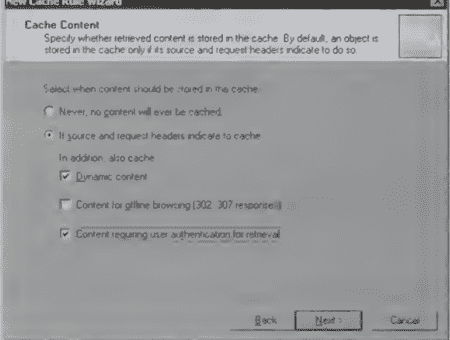 New Cache Rule Wizard
Cache Content
Specify whether retrieved content is stored in the cache. By default, an object is
stored in the cache only if its source and request headers indicate to do so.
Select when content should be stored in the cache:
Never, no content will ever be cached.
If source and request headers indicate to cache
In addition, also cache
Dynamic content
Content for offline browsing (302, 307 responses)
Content requiring user authentication for retrieval
Back
Next >
Cancel